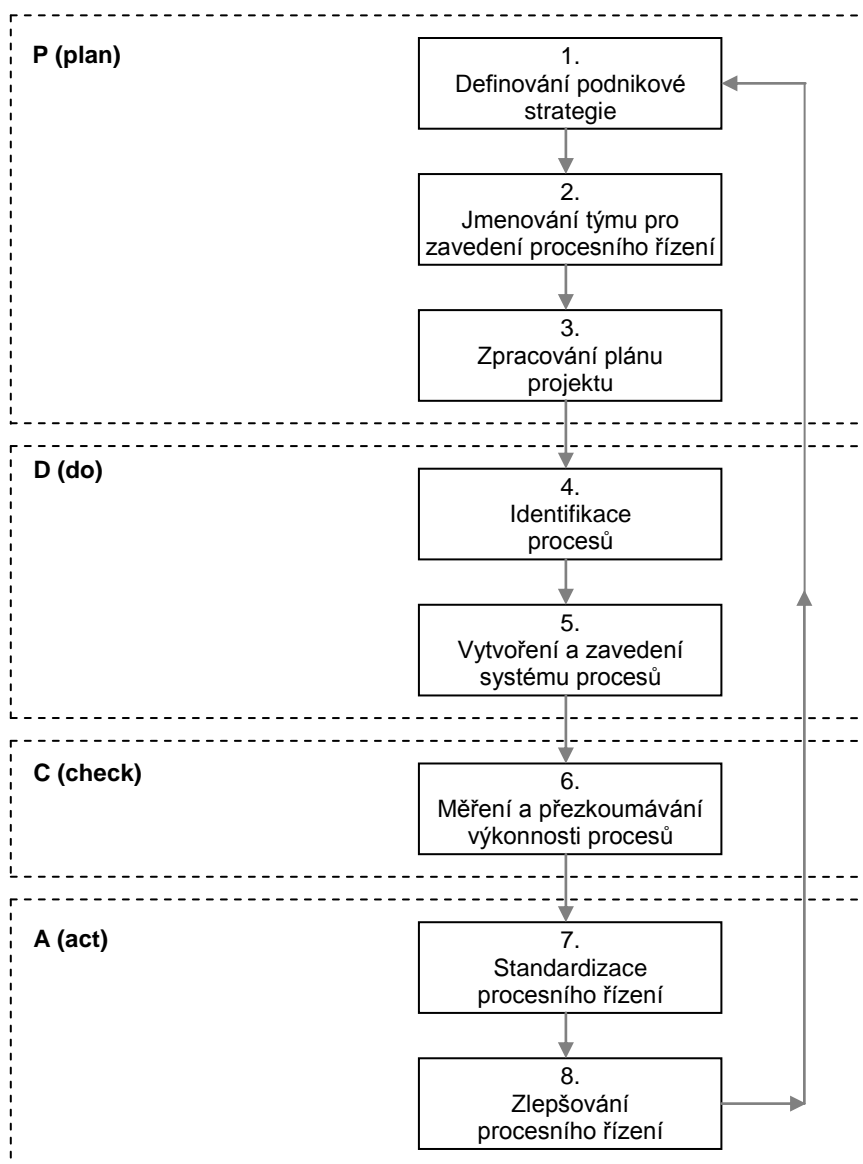 P (plan)
1.
Definování podnikové
strategie
2.
Jmenování týmu pro
zavedení procesního řízení
3.
Zpracování plánu
projektu
D (do)
4.
Identifikace
procesů
5.
Vytvoření a zavedení
systému procesů
C (check)
6.
Měření a přezkoumávání
výkonnosti procesů
A (act)
7.
Standardizace
procesního řízení
8.
Zlepšování
procesního řízení